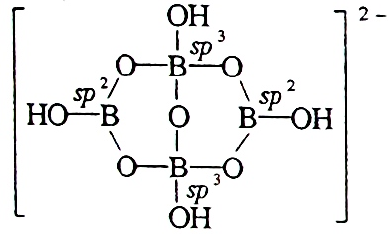 OH
sp³
O B O
sp² sp²
HO B O B OH
O B O
sp³
OH
2−